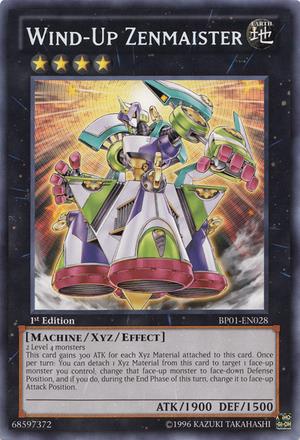 WIND-UP ZENMAISTER
EARTH
地
1st Edition
BP01-EN028
[MACHINE/XYZ/EFFECT]
2 Level 4 monsters
This card gains 300 ATK for each Xyz Material attached to this card. Once
per turn: You can detach 1 Xyz Material from this card to target 1 face-up
monster you control; change that face-up monster to face-down Defense
Position, and if you do, during the End Phase of this turn, change it to face-up
Attack Position.
ATK/1900 DEF/1500
68597372
©1996 KAZUKI TAKAHASHI